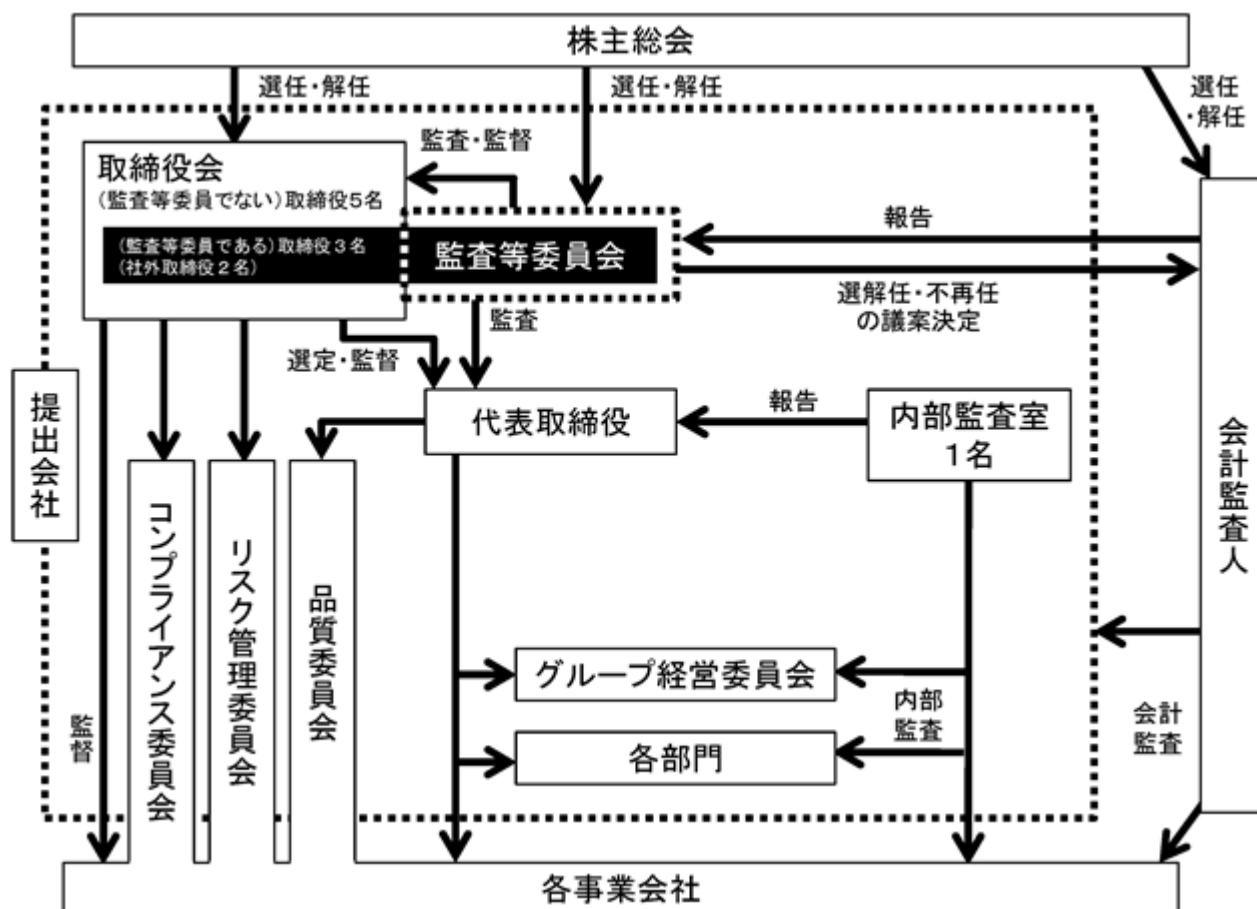 株主総会
選任・解任
選任・解任
選任
・解任
監査・監督
取締役会
(監査等委員でない)取締役5名
(監査等委員である)取締役3名
(社外取締役2名)
監査等委員会
報告
選解任・不再任
の議案決定
監査
選定・監督
提出会社
代表取締役
報告
内部監査室
1名
会計監査人
コンプライアンス委員会
リスク管理委員会
品質委員会
グループ経営委員会
内部
監査
各部門
監督
会計
監査
各事業会社